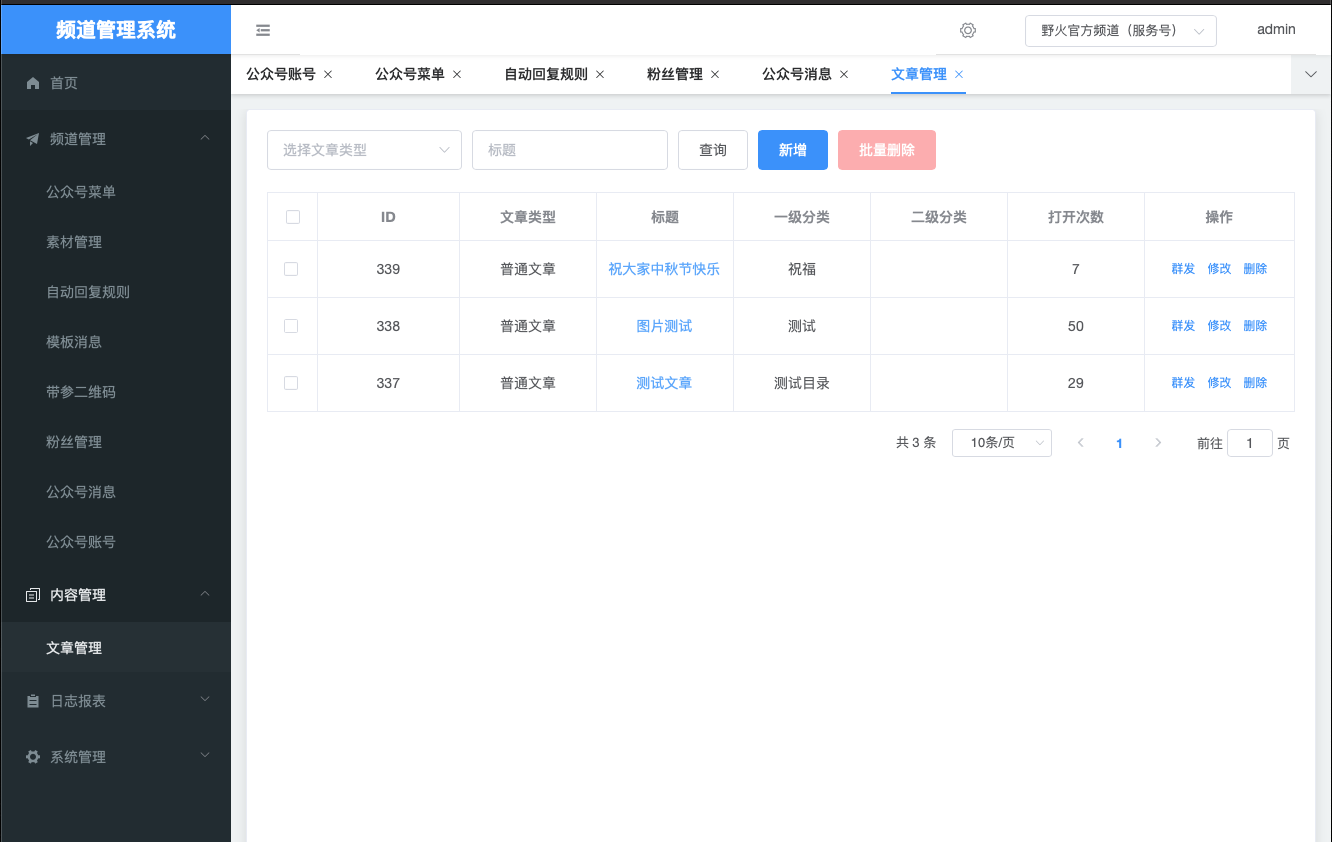 频道管理系统
野火官方频道（服务号）
admin
公众号账号
公众号菜单
自动回复规则
粉丝管理
公众号消息
文章管理
首页
频道管理
公众号菜单
素材管理
自动回复规则
模板消息
带参二维码
粉丝管理
公众号消息
公众号账号
内容管理
文章管理
日志报表
系统管理
选择文章类型
标题
查询
新增
批量删除
ID 文章类型 标题 一级分类 二级分类 打开次数 操作
339 普通文章 祝大家中秋节快乐 祝福 7 群发 修改 删除
338 普通文章 图片测试 测试 50 群发 修改 删除
337 普通文章 测试文章 测试目录 29 群发 修改 删除
共 3 条 10条/页 1 前往 1 页